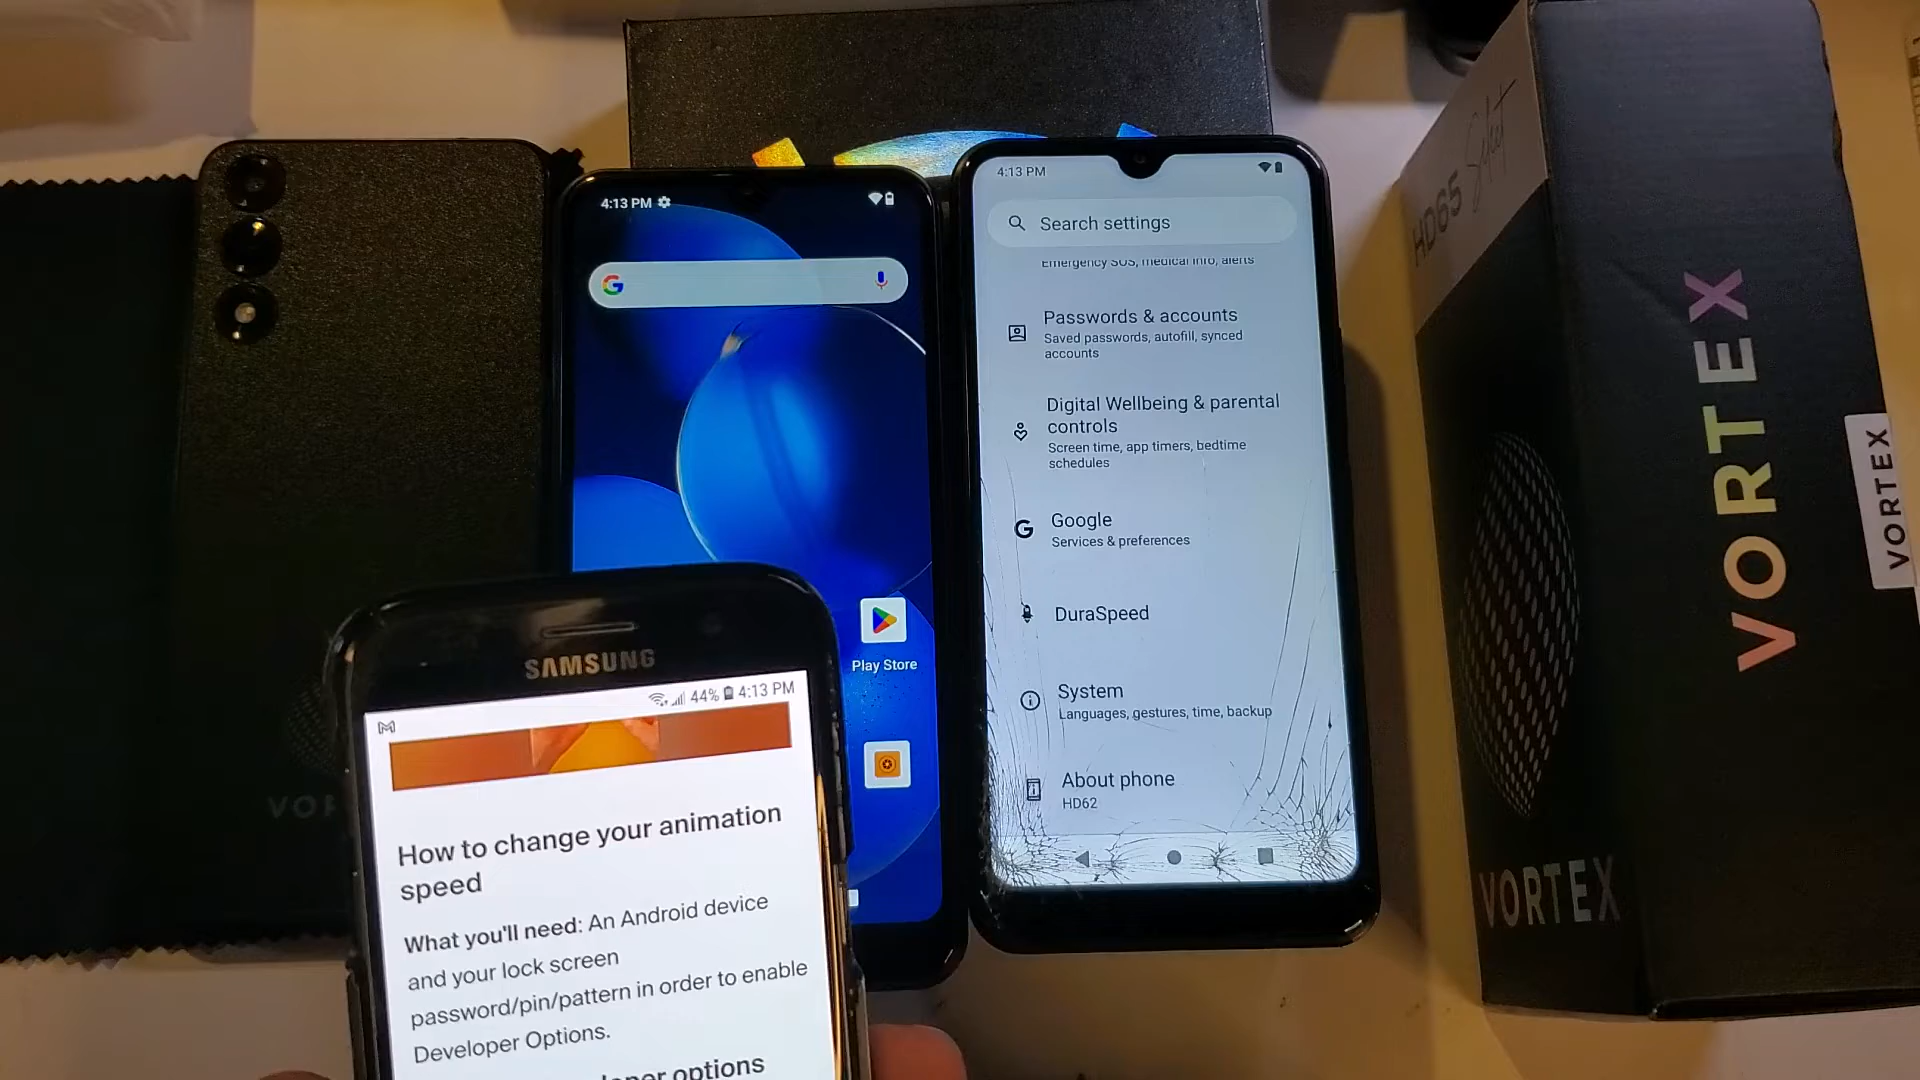 4:13 PM
Play Store
4:13 PM
Search settings
Emergency SOS, medical info, alerts
Passwords & accounts
Saved passwords, autofill, synced
accounts
Digital Wellbeing & parental
controls
Screen time, app timers, bedtime
schedules
Google
Services & preferences
DuraSpeed
System
Languages, gestures, time, backup
About phone
HD62
SAMSUNG
44% 4:13 PM
How to change your animation
speed
What you'll need: An Android device
and your lock screen
password/pin/pattern in order to enable
Developer Options.
options
HD65 Select
VORTEX
VORTEX
VORTEX